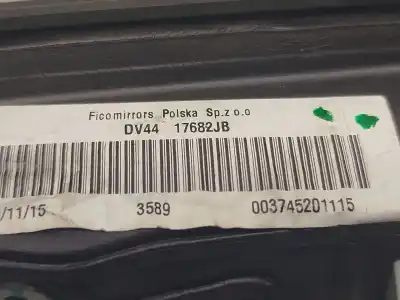 Ficomirrors Polska Sp.z o.o
DV44 17682JB
/11/15 3589 003745201115